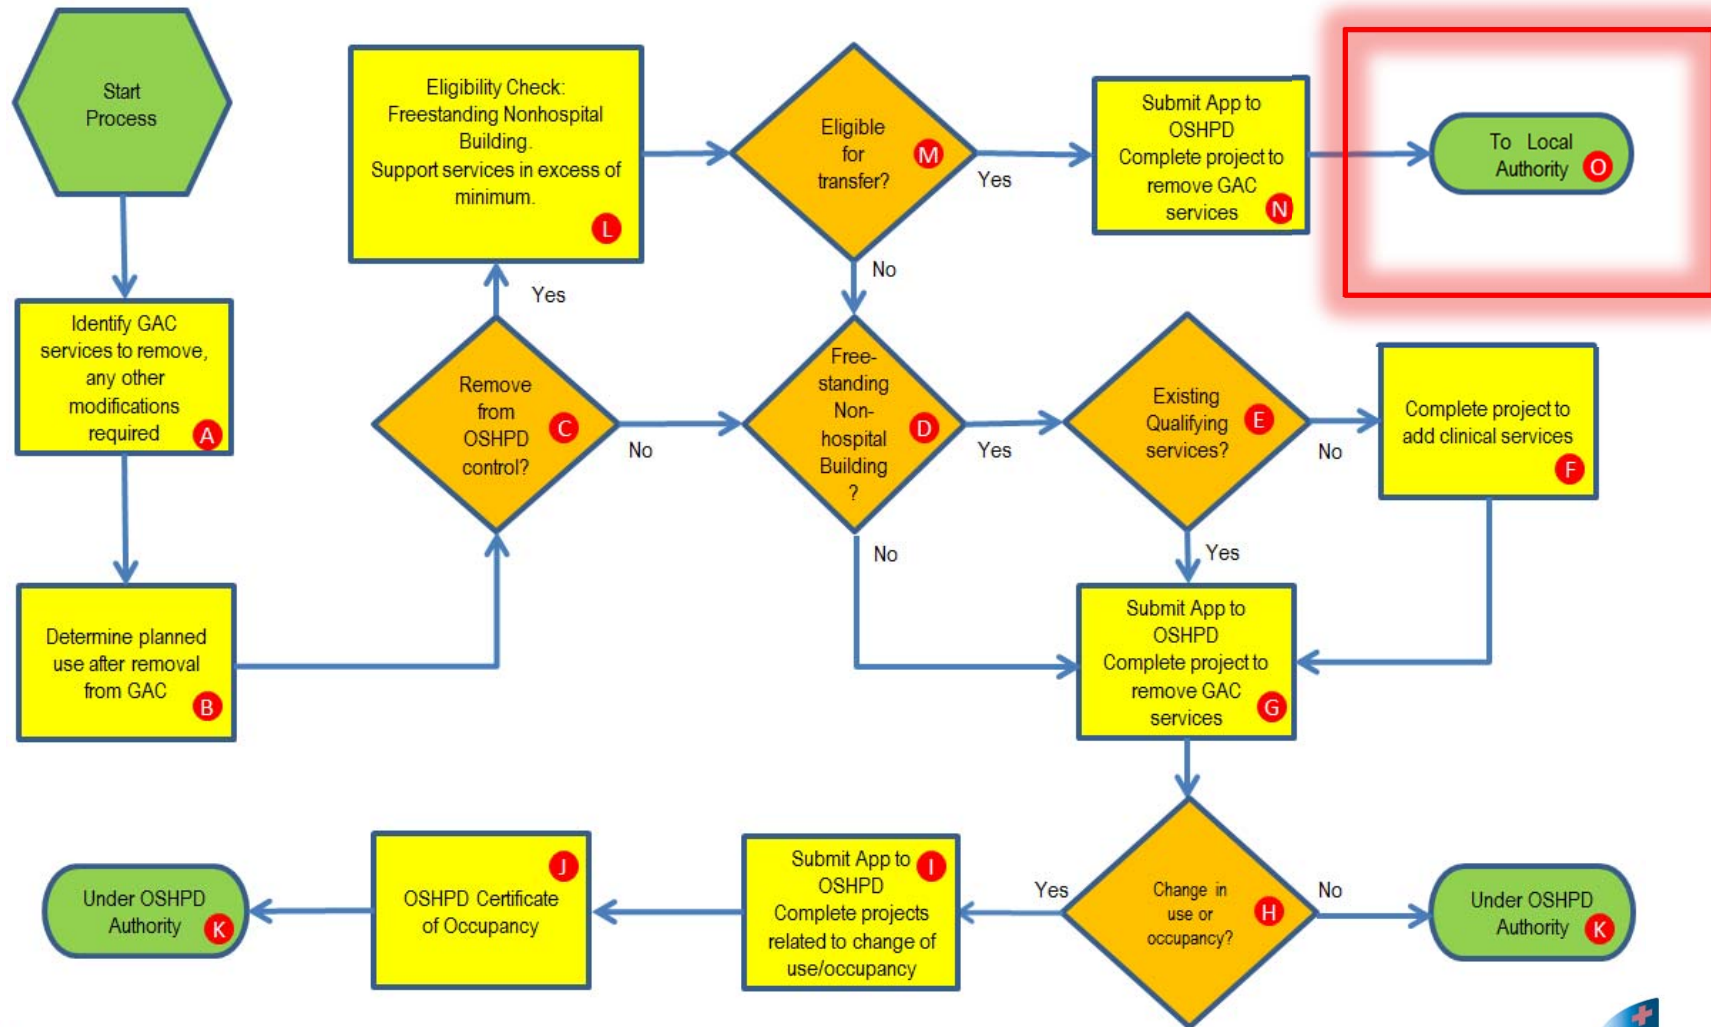 Start
Process
Identify GAC
services to remove,
any other
modifications
required
A
Determine planned
use after removal
from GAC
B
Remove
from
OSHPD
control?
C
Yes
No
Eligibility Check:
Freestanding Nonhospital
Building.
Support services in excess of
minimum.
L
Eligible
for
transfer?
M
Yes
No
Submit App to
OSHPD
Complete project to
remove GAC
services
N
To Local
Authority
O
Free-
standing
Non-
hospital
Building
?
D
Yes
No
Existing
Qualifying
services?
E
No
Yes
Complete project to
add clinical services
F
Submit App to
OSHPD
Complete project to
remove GAC
services
G
Change in
use or
occupancy?
H
Yes
No
Submit App to
OSHPD
Complete projects
related to change of
use/occupancy
I
OSHPD Certificate
of Occupancy
J
Under OSHPD
Authority
K
Under OSHPD
Authority
K